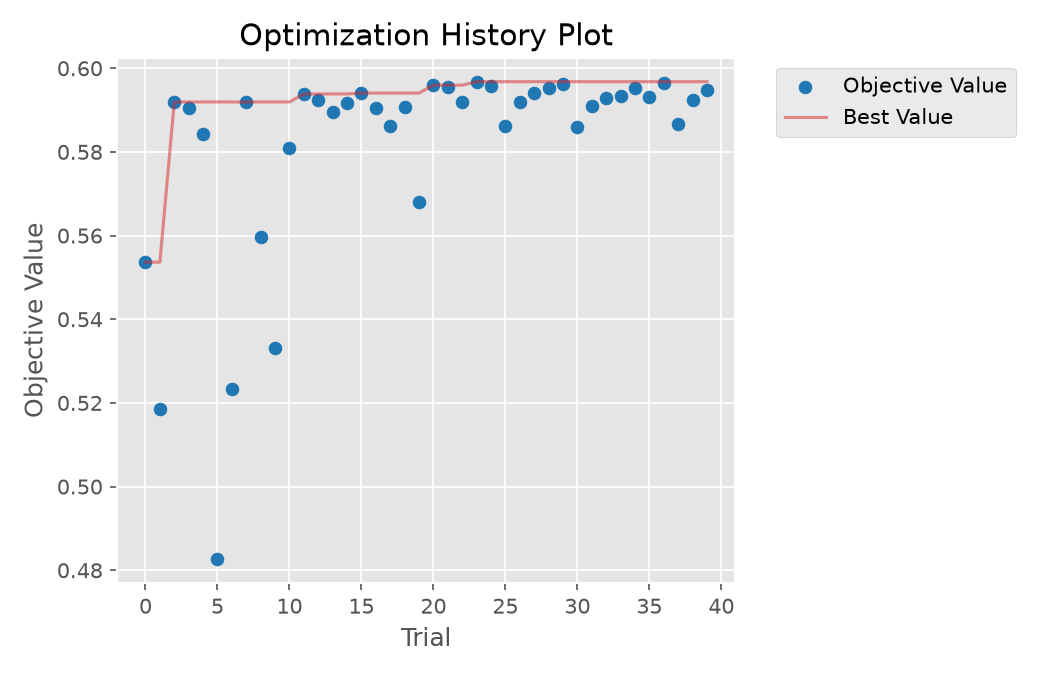 Optimization History Plot
Objective Value
Best Value
0.60
0.58
0.56
0.54
0.52
0.50
0.48
Objective Value
0 5 10 15 20 25 30 35 40
Trial